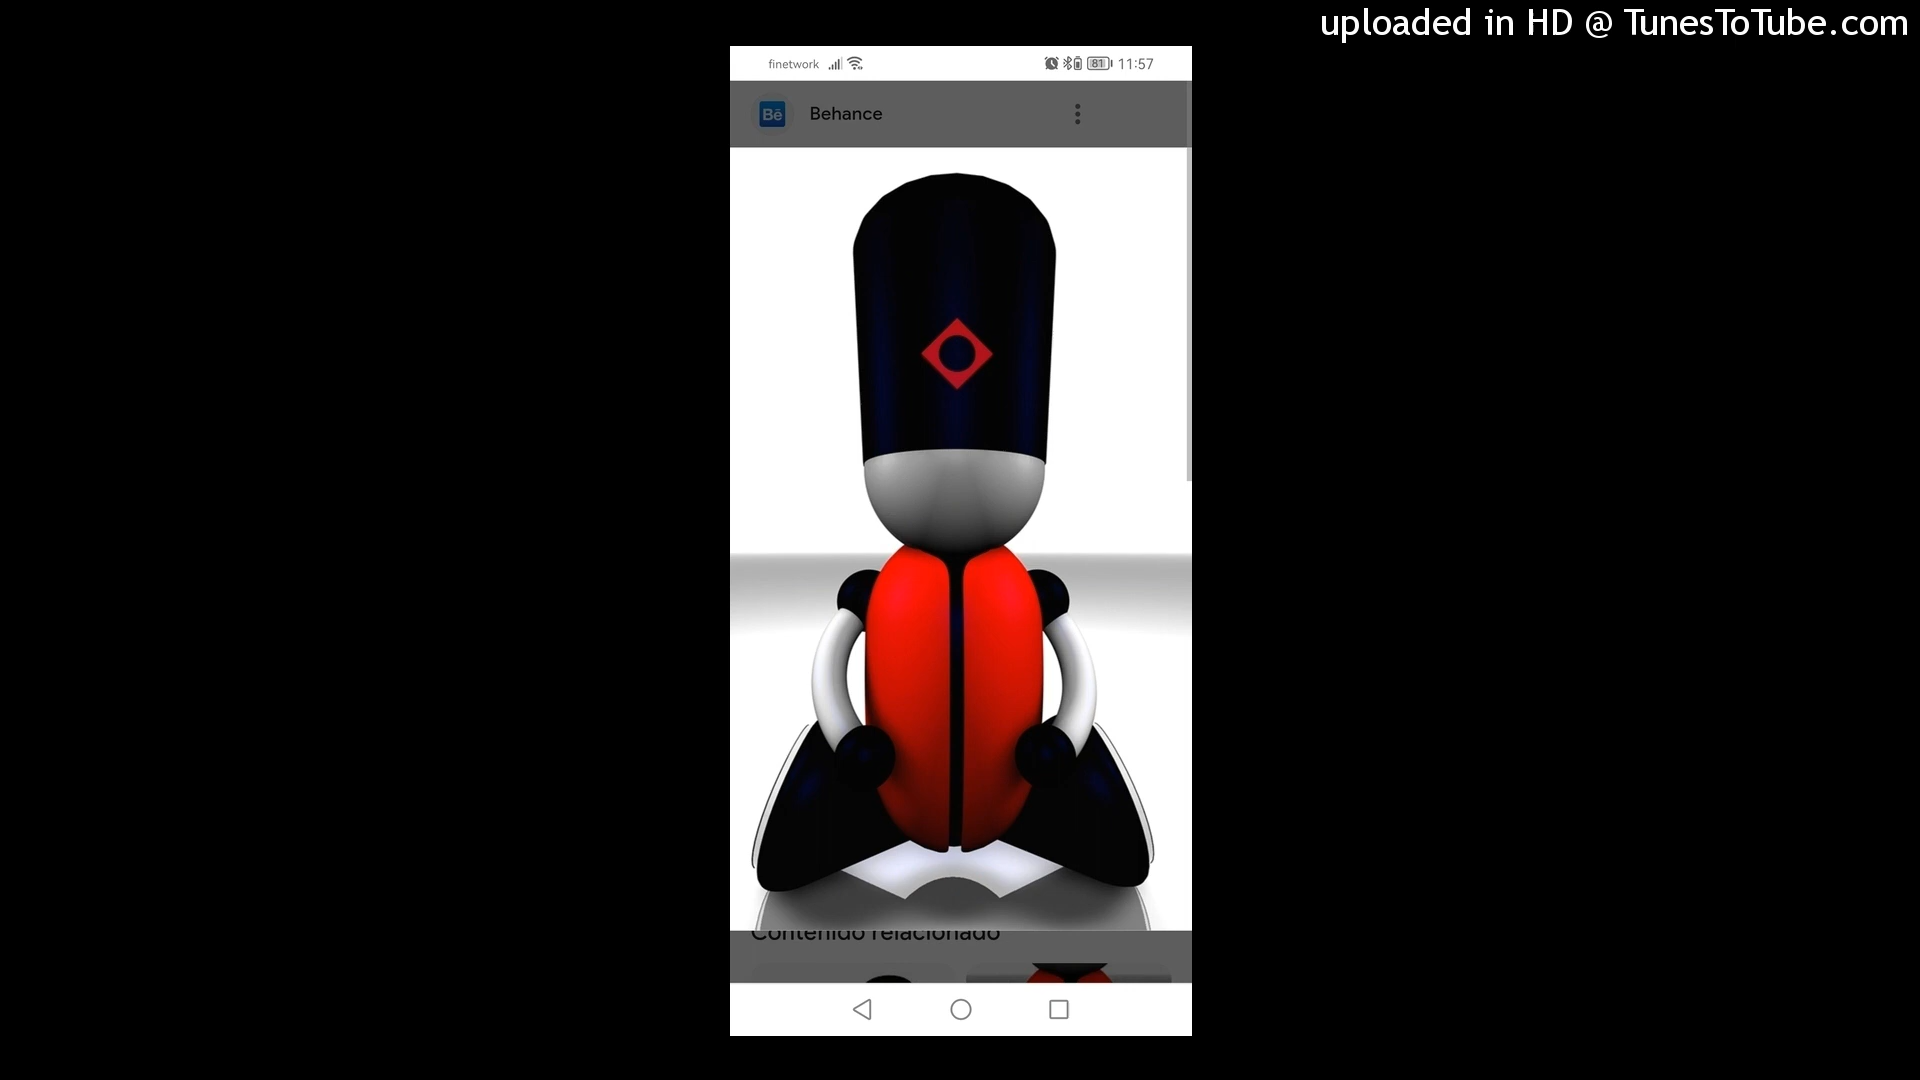 uploaded in HD @ TunesToTube.com
finetwork 81 11:57
Bē Behance
Contenido relacionado